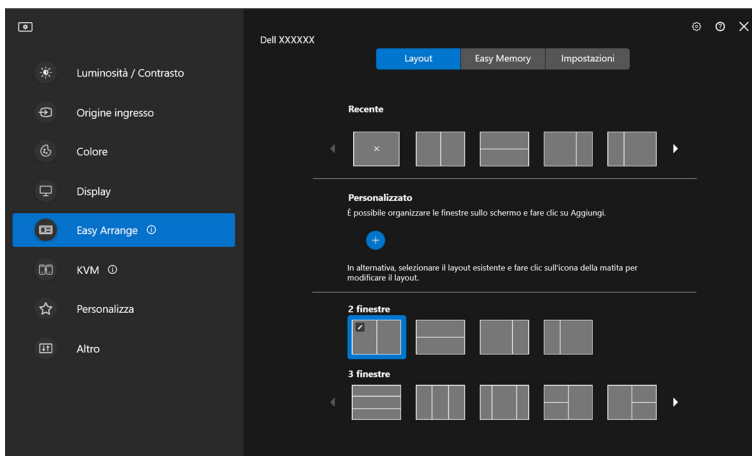 Dell XXXXXX
Layout
Easy Memory
Impostazioni
Luminosità / Contrasto
Origine ingresso
Colore
Display
Easy Arrange
KVM
Personalizza
Altro
Recente
Personalizzato
È possibile organizzare le finestre sullo schermo e fare clic su Aggiungi.
In alternativa, selezionare il layout esistente e fare clic sull'icona della matita per
modificare il layout.
2 finestre
3 finestre